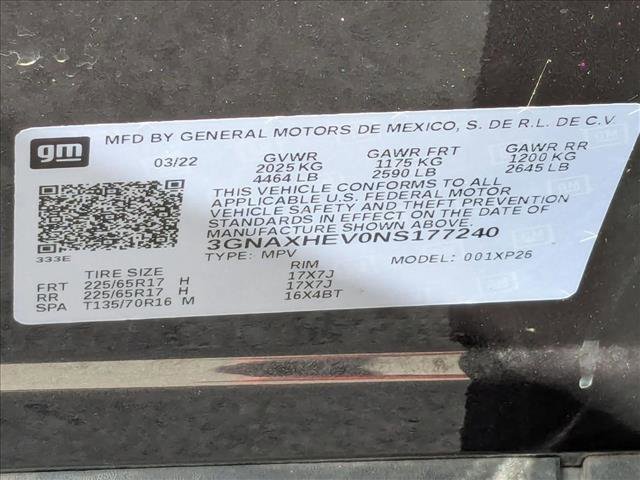 gm MFD BY GENERAL MOTORS DE MEXICO, S. DE R.L. DE C.V.
03/22 GVWR GAWR FRT GAWR RR
2025 KG 1175 KG 1200 KG
4464 LB 2590 LB 2645 LB
THIS VEHICLE CONFORMS TO ALL
APPLICABLE U.S. FEDERAL MOTOR
VEHICLE SAFETY AND THEFT PREVENTION
STANDARDS IN EFFECT ON THE DATE OF
MANUFACTURE SHOWN ABOVE.
3GNAXHEV0NS177240
333E TYPE: MPV MODEL: 001XP26
TIRE SIZE RIM
FRT 225/65R17 H 17X7J
RR 225/65R17 H 17X7J
SPA T135/70R16 M 16X4BT